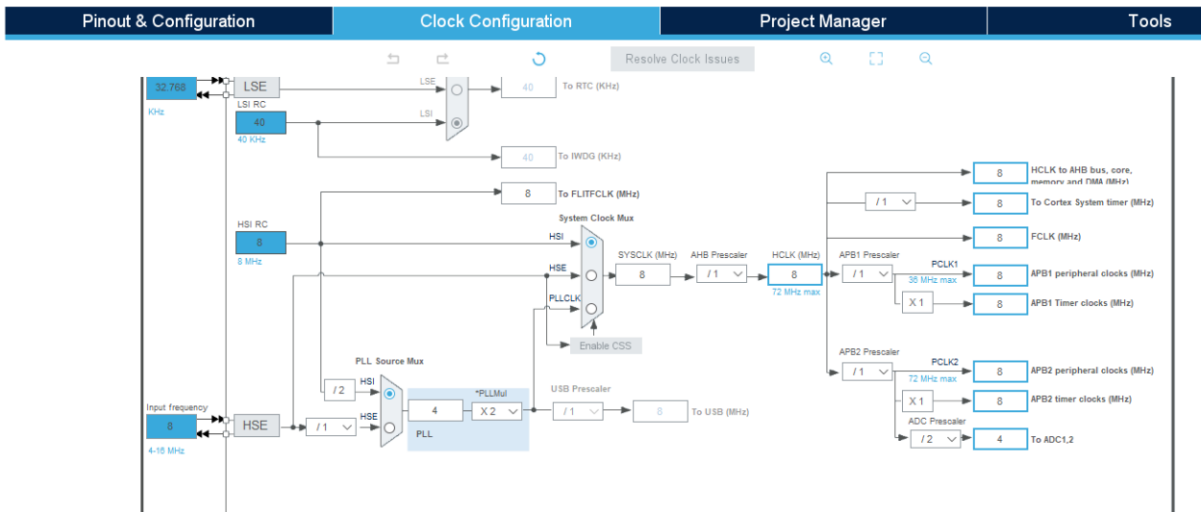 Pinout & Configuration
Clock Configuration
Project Manager
Tools
Resolve Clock Issues
32.768
KHz
LSE
LSE
40
To RTC (KHz)
LSI RC
40
40 KHz
LSI
40
To IWDG (KHz)
8
To FLITFCLK (MHz)
HSI RC
8
8 MHz
System Clock Mux
HSI
HSE
PLLCLK
Enable CSS
SYSCLK (MHz)
8
AHB Prescaler
/ 1
HCLK (MHz)
8
72 MHz max
8
HCLK to AHB bus, core,
memory and DMA (MHz)
/ 1
8
To Cortex System timer (MHz)
8
FCLK (MHz)
APB1 Prescaler
/ 1
PCLK1
36 MHz max
8
APB1 peripheral clocks (MHz)
X 1
8
APB1 Timer clocks (MHz)
APB2 Prescaler
/ 1
PCLK2
72 MHz max
8
APB2 peripheral clocks (MHz)
X 1
8
APB2 timer clocks (MHz)
ADC Prescaler
/ 2
4
To ADC1,2
PLL Source Mux
/ 2
HSI
HSE
4
*PLLMul
X 2
PLL
USB Prescaler
/ 1
8
To USB (MHz)
Input frequency
8
4-16 MHz
HSE
/ 1